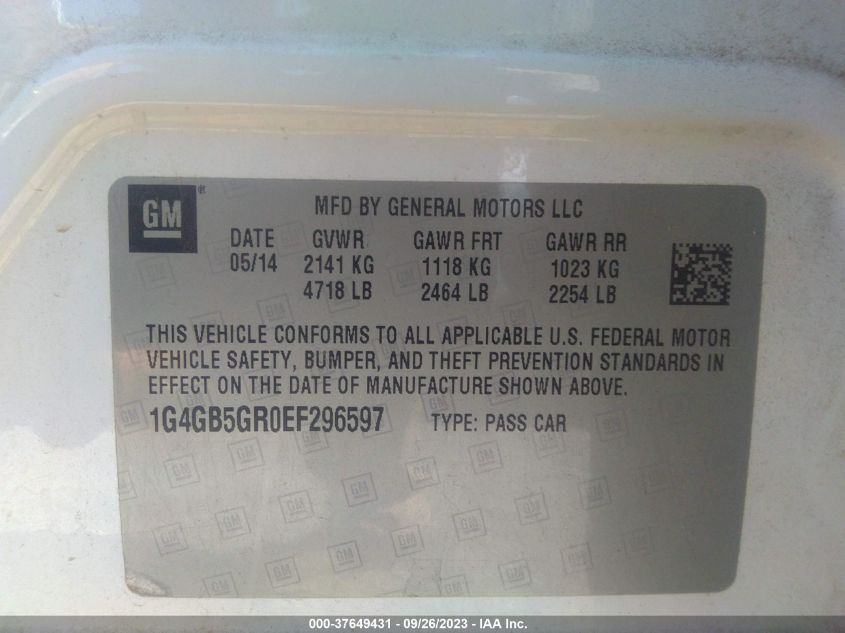 GM ®
MFD BY GENERAL MOTORS LLC
DATE GVWR GAWR FRT GAWR RR
05/14 2141 KG 1118 KG 1023 KG
4718 LB 2464 LB 2254 LB
THIS VEHICLE CONFORMS TO ALL APPLICABLE U.S. FEDERAL MOTOR
VEHICLE SAFETY, BUMPER, AND THEFT PREVENTION STANDARDS IN
EFFECT ON THE DATE OF MANUFACTURE SHOWN ABOVE.
1G4GB5GR0EF296597 TYPE: PASS CAR
000-37649431 - 09/26/2023 - IAA Inc.